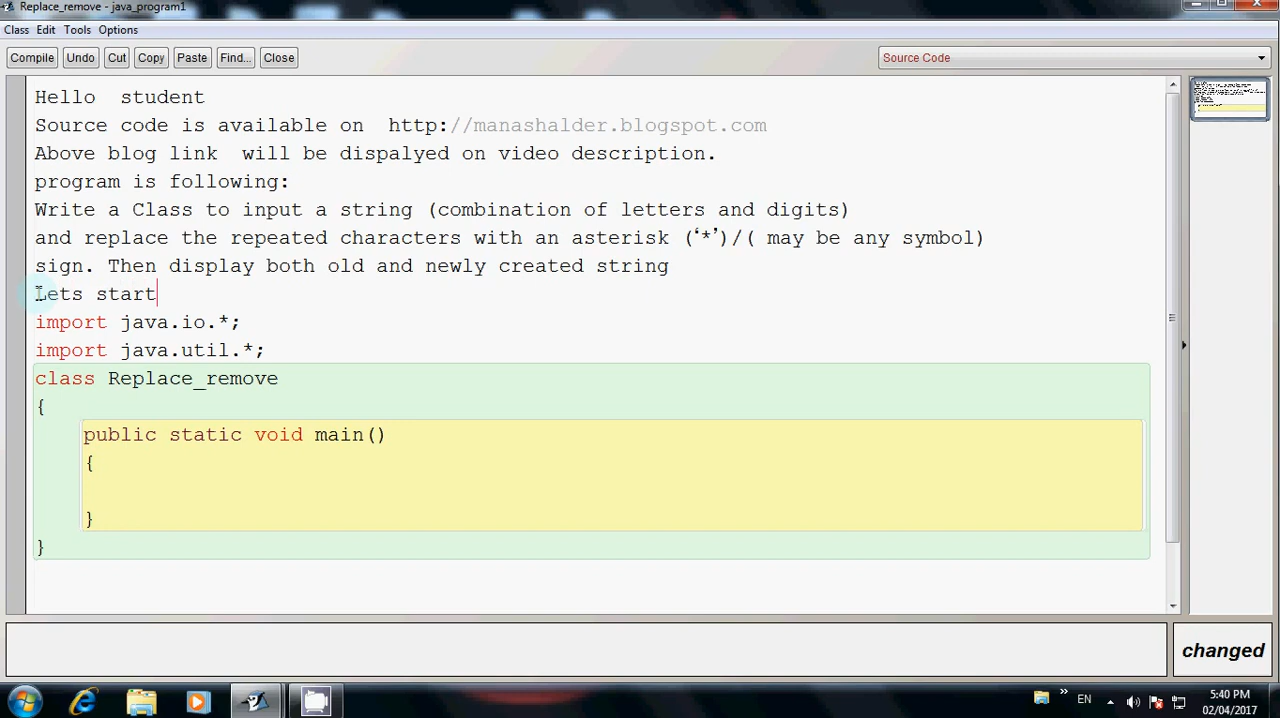 Replace_remove - java_program1
Class Edit Tools Options
Compile Undo Cut Copy Paste Find... Close Source Code
Hello student
Source code is available on http://manashalder.blogspot.com
Above blog link will be dispalyed on video description.
program is following:
Write a Class to input a string (combination of letters and digits)
and replace the repeated characters with an asterisk (‘*’)/( may be any symbol)
sign. Then display both old and newly created string
Lets start
import java.io.*;
import java.util.*;
class Replace_remove
{
public static void main()
{
}
}
changed
EN
5:40 PM
02/04/2017